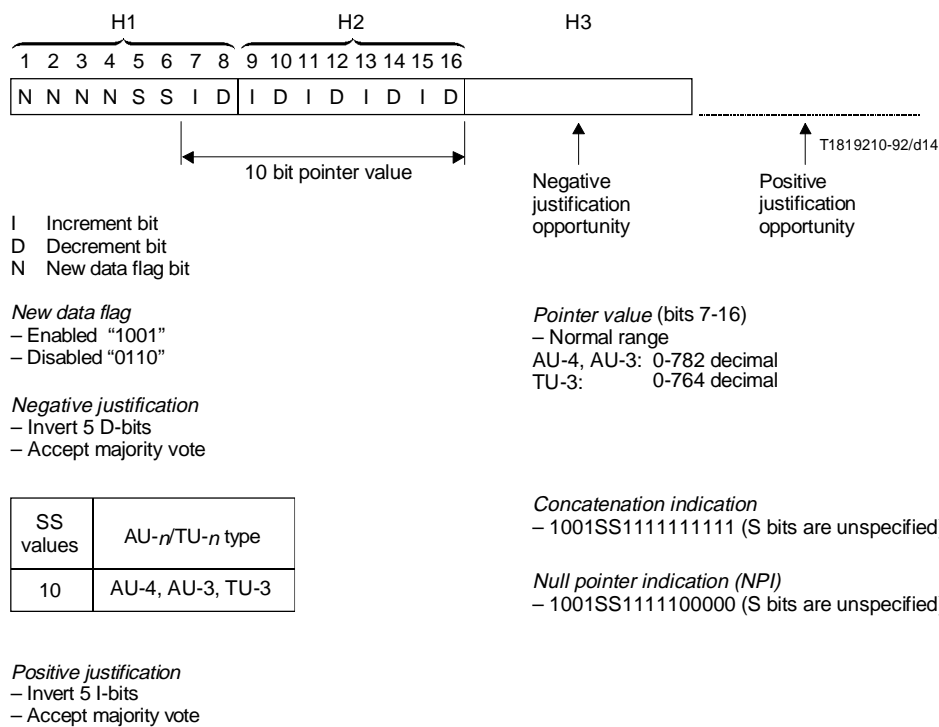 H1 H2 H3
1 2 3 4 5 6 7 8 9 10 11 12 13 14 15 16
N N N N S S I D I D I D I D I D
T1819210-92/d14
10 bit pointer value
Negative
justification
opportunity
Positive
justification
opportunity
I Increment bit
D Decrement bit
N New data flag bit
New data flag
– Enabled “1001”
– Disabled “0110”
Pointer value (bits 7-16)
– Normal range
AU-4, AU-3: 0-782 decimal
TU-3: 0-764 decimal
Negative justification
– Invert 5 D-bits
– Accept majority vote
SS
values
AU-n/TU-n type
10 AU-4, AU-3, TU-3
Concatenation indication
– 1001SS1111111111 (S bits are unspecified
Null pointer indication (NPI)
– 1001SS1111100000 (S bits are unspecified
Positive justification
– Invert 5 I-bits
– Accept majority vote